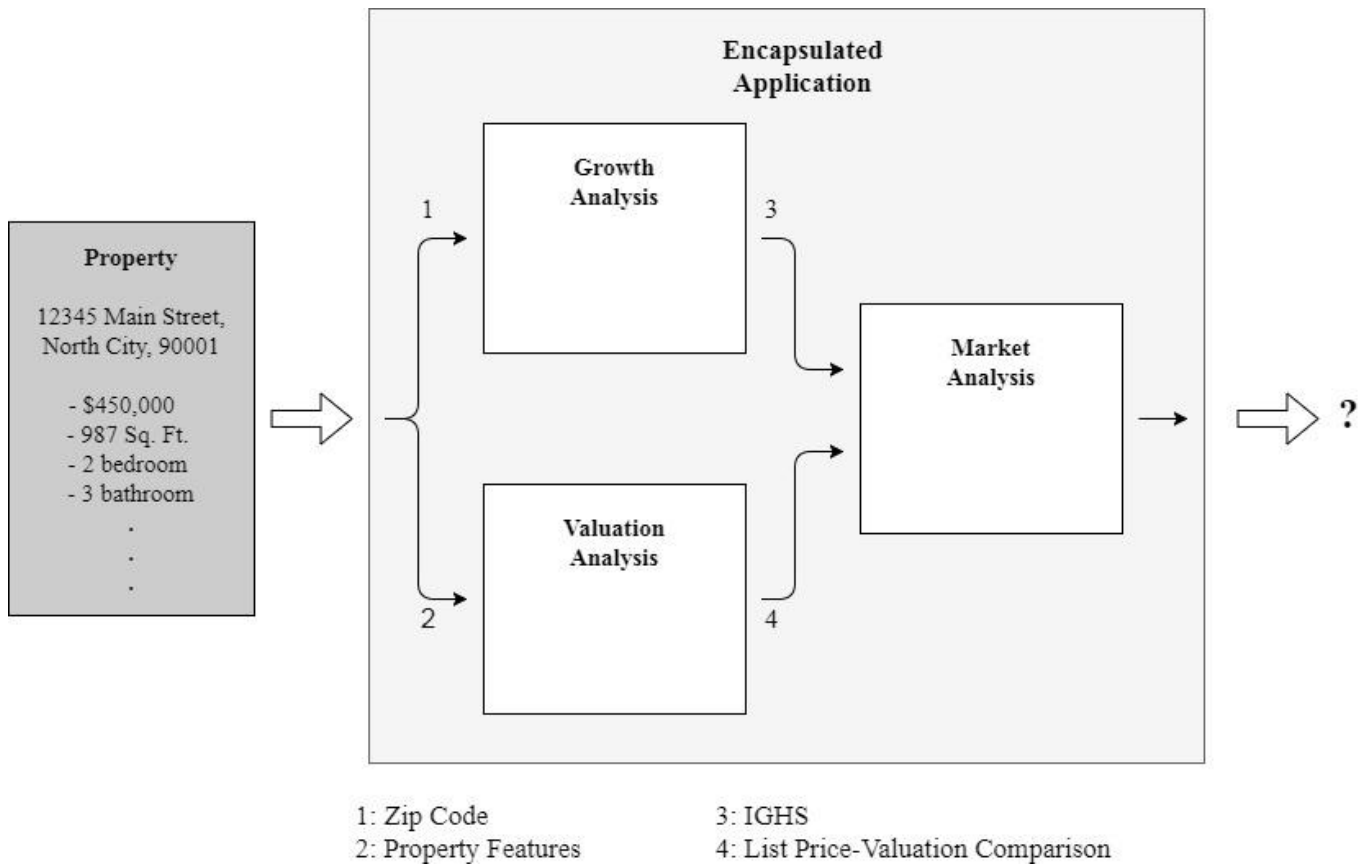 Encapsulated
Application
Growth
Analysis
1
3
Property
12345 Main Street,
North City, 90001
- $450,000
- 987 Sq. Ft.
- 2 bedroom
- 3 bathroom
.
.
.
Market
Analysis
?
Valuation
Analysis
2
4
1: Zip Code
2: Property Features
3: IGHS
4: List Price-Valuation Comparison